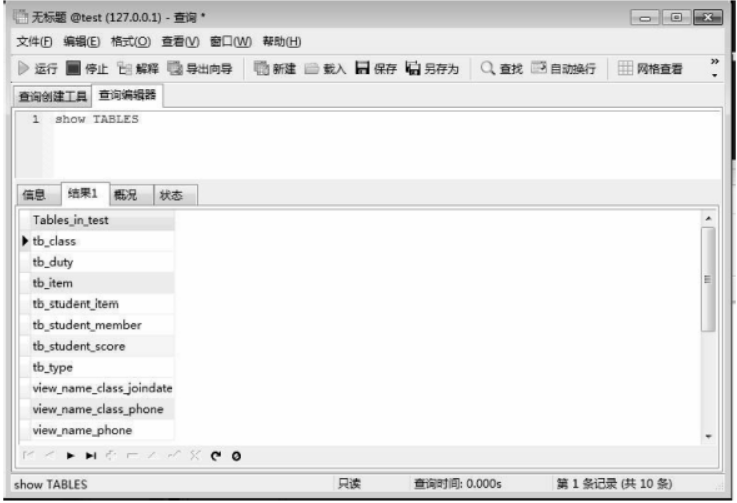 无标题 @test (127.0.0.1) - 查询 *
文件(F) 编辑(E) 格式(O) 查看(V) 窗口(W) 帮助(H)
运行 停止 解释 导出向导 新建 载入 保存 另存为 查找 自动换行 网格查看 »
查询创建工具 查询编辑器
1 show TABLES
信息 结果1 概况 状态
Tables_in_test
tb_class
tb_duty
tb_item
tb_student_item
tb_student_member
tb_student_score
tb_type
view_name_class_joindate
view_name_class_phone
view_name_phone
show TABLES 只读 查询时间: 0.000s 第 1 条记录 (共 10 条)